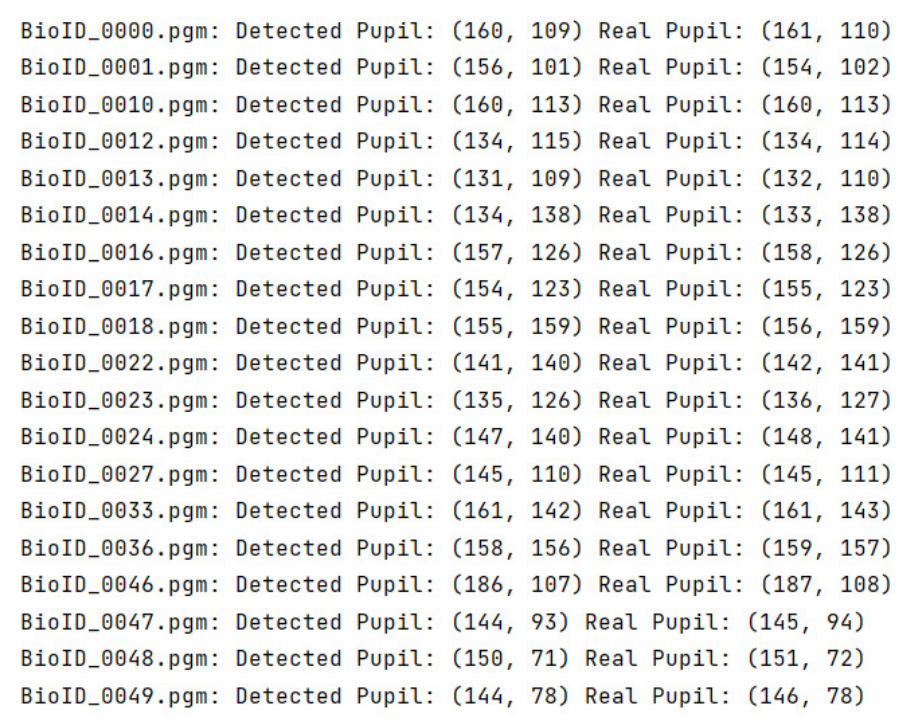 BioID_0000.pgm: Detected Pupil: (160, 109) Real Pupil: (161, 110)
BioID_0001.pgm: Detected Pupil: (156, 101) Real Pupil: (154, 102)
BioID_0010.pgm: Detected Pupil: (160, 113) Real Pupil: (160, 113)
BioID_0012.pgm: Detected Pupil: (134, 115) Real Pupil: (134, 114)
BioID_0013.pgm: Detected Pupil: (131, 109) Real Pupil: (132, 110)
BioID_0014.pgm: Detected Pupil: (134, 138) Real Pupil: (133, 138)
BioID_0016.pgm: Detected Pupil: (157, 126) Real Pupil: (158, 126)
BioID_0017.pgm: Detected Pupil: (154, 123) Real Pupil: (155, 123)
BioID_0018.pgm: Detected Pupil: (155, 159) Real Pupil: (156, 159)
BioID_0022.pgm: Detected Pupil: (141, 140) Real Pupil: (142, 141)
BioID_0023.pgm: Detected Pupil: (135, 126) Real Pupil: (136, 127)
BioID_0024.pgm: Detected Pupil: (147, 140) Real Pupil: (148, 141)
BioID_0027.pgm: Detected Pupil: (145, 110) Real Pupil: (145, 111)
BioID_0033.pgm: Detected Pupil: (161, 142) Real Pupil: (161, 143)
BioID_0036.pgm: Detected Pupil: (158, 156) Real Pupil: (159, 157)
BioID_0046.pgm: Detected Pupil: (186, 107) Real Pupil: (187, 108)
BioID_0047.pgm: Detected Pupil: (144, 93) Real Pupil: (145, 94)
BioID_0048.pgm: Detected Pupil: (150, 71) Real Pupil: (151, 72)
BioID_0049.pgm: Detected Pupil: (144, 78) Real Pupil: (146, 78)